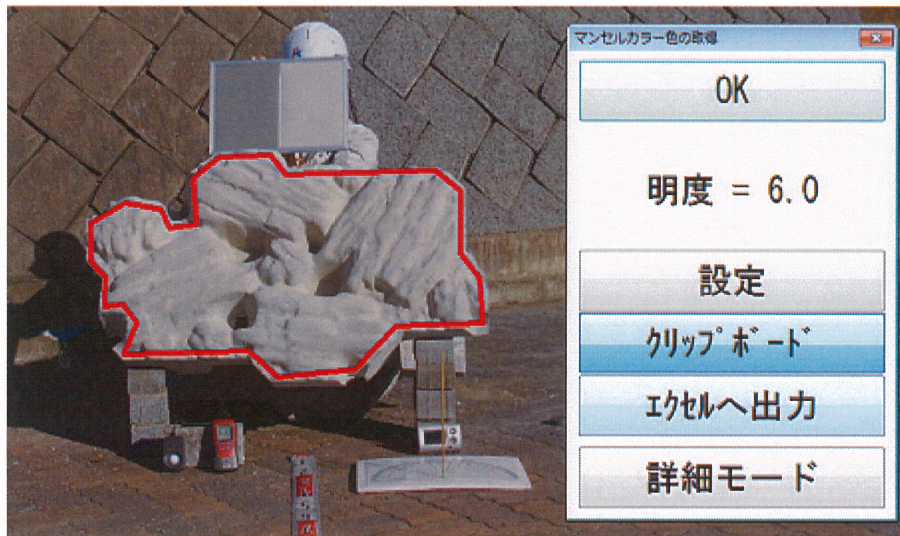 マンセルカラー色の取得
OK
明度 = 6.0
設定
クリップボード
エクセルへ出力
詳細モード